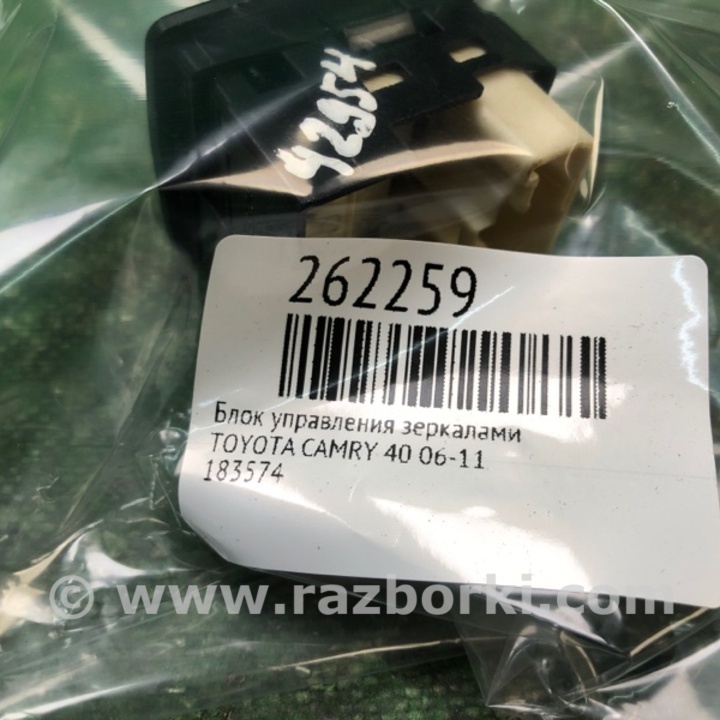 42954
262259
Блок управления зеркалами
TOYOTA CAMRY 40 06-11
183574
© www.razborki.com